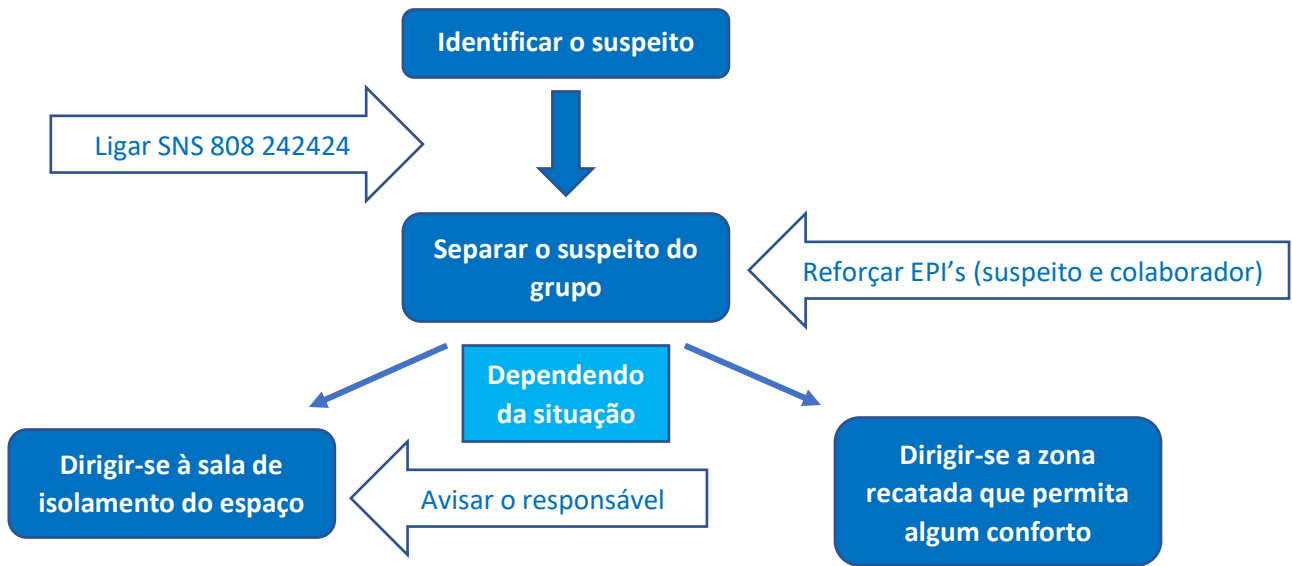 Identificar o suspeito
Ligar SNS 808 242424
Separar o suspeito do
grupo
Reforçar EPI’s (suspeito e colaborador)
Dependendo
da situação
Dirigir-se à sala de
isolamento do espaço
Avisar o responsável
Dirigir-se a zona
recatada que permita
algum conforto